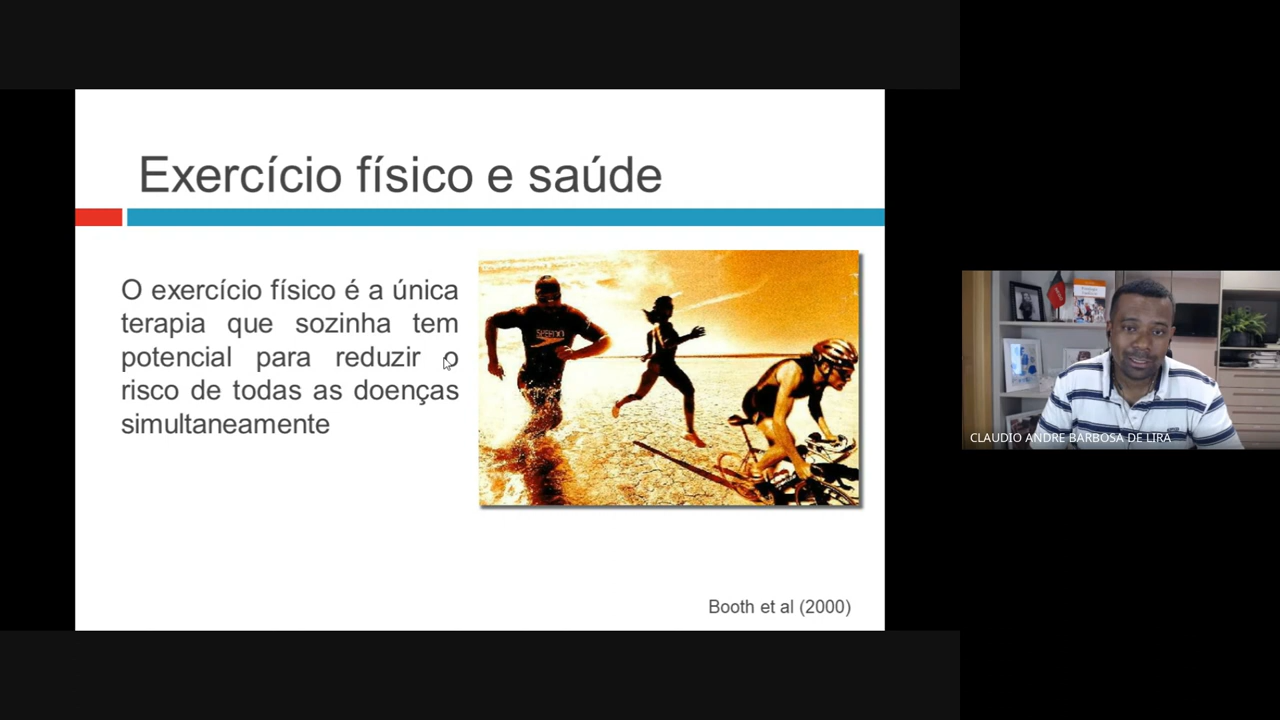 Exercício físico e saúde
O exercício físico é a única
terapia que sozinha tem
potencial para reduzir o
risco de todas as doenças
simultaneamente
SPEEDO
Booth et al (2000)
CLAUDIO ANDRE BARBOSA DE LIRA